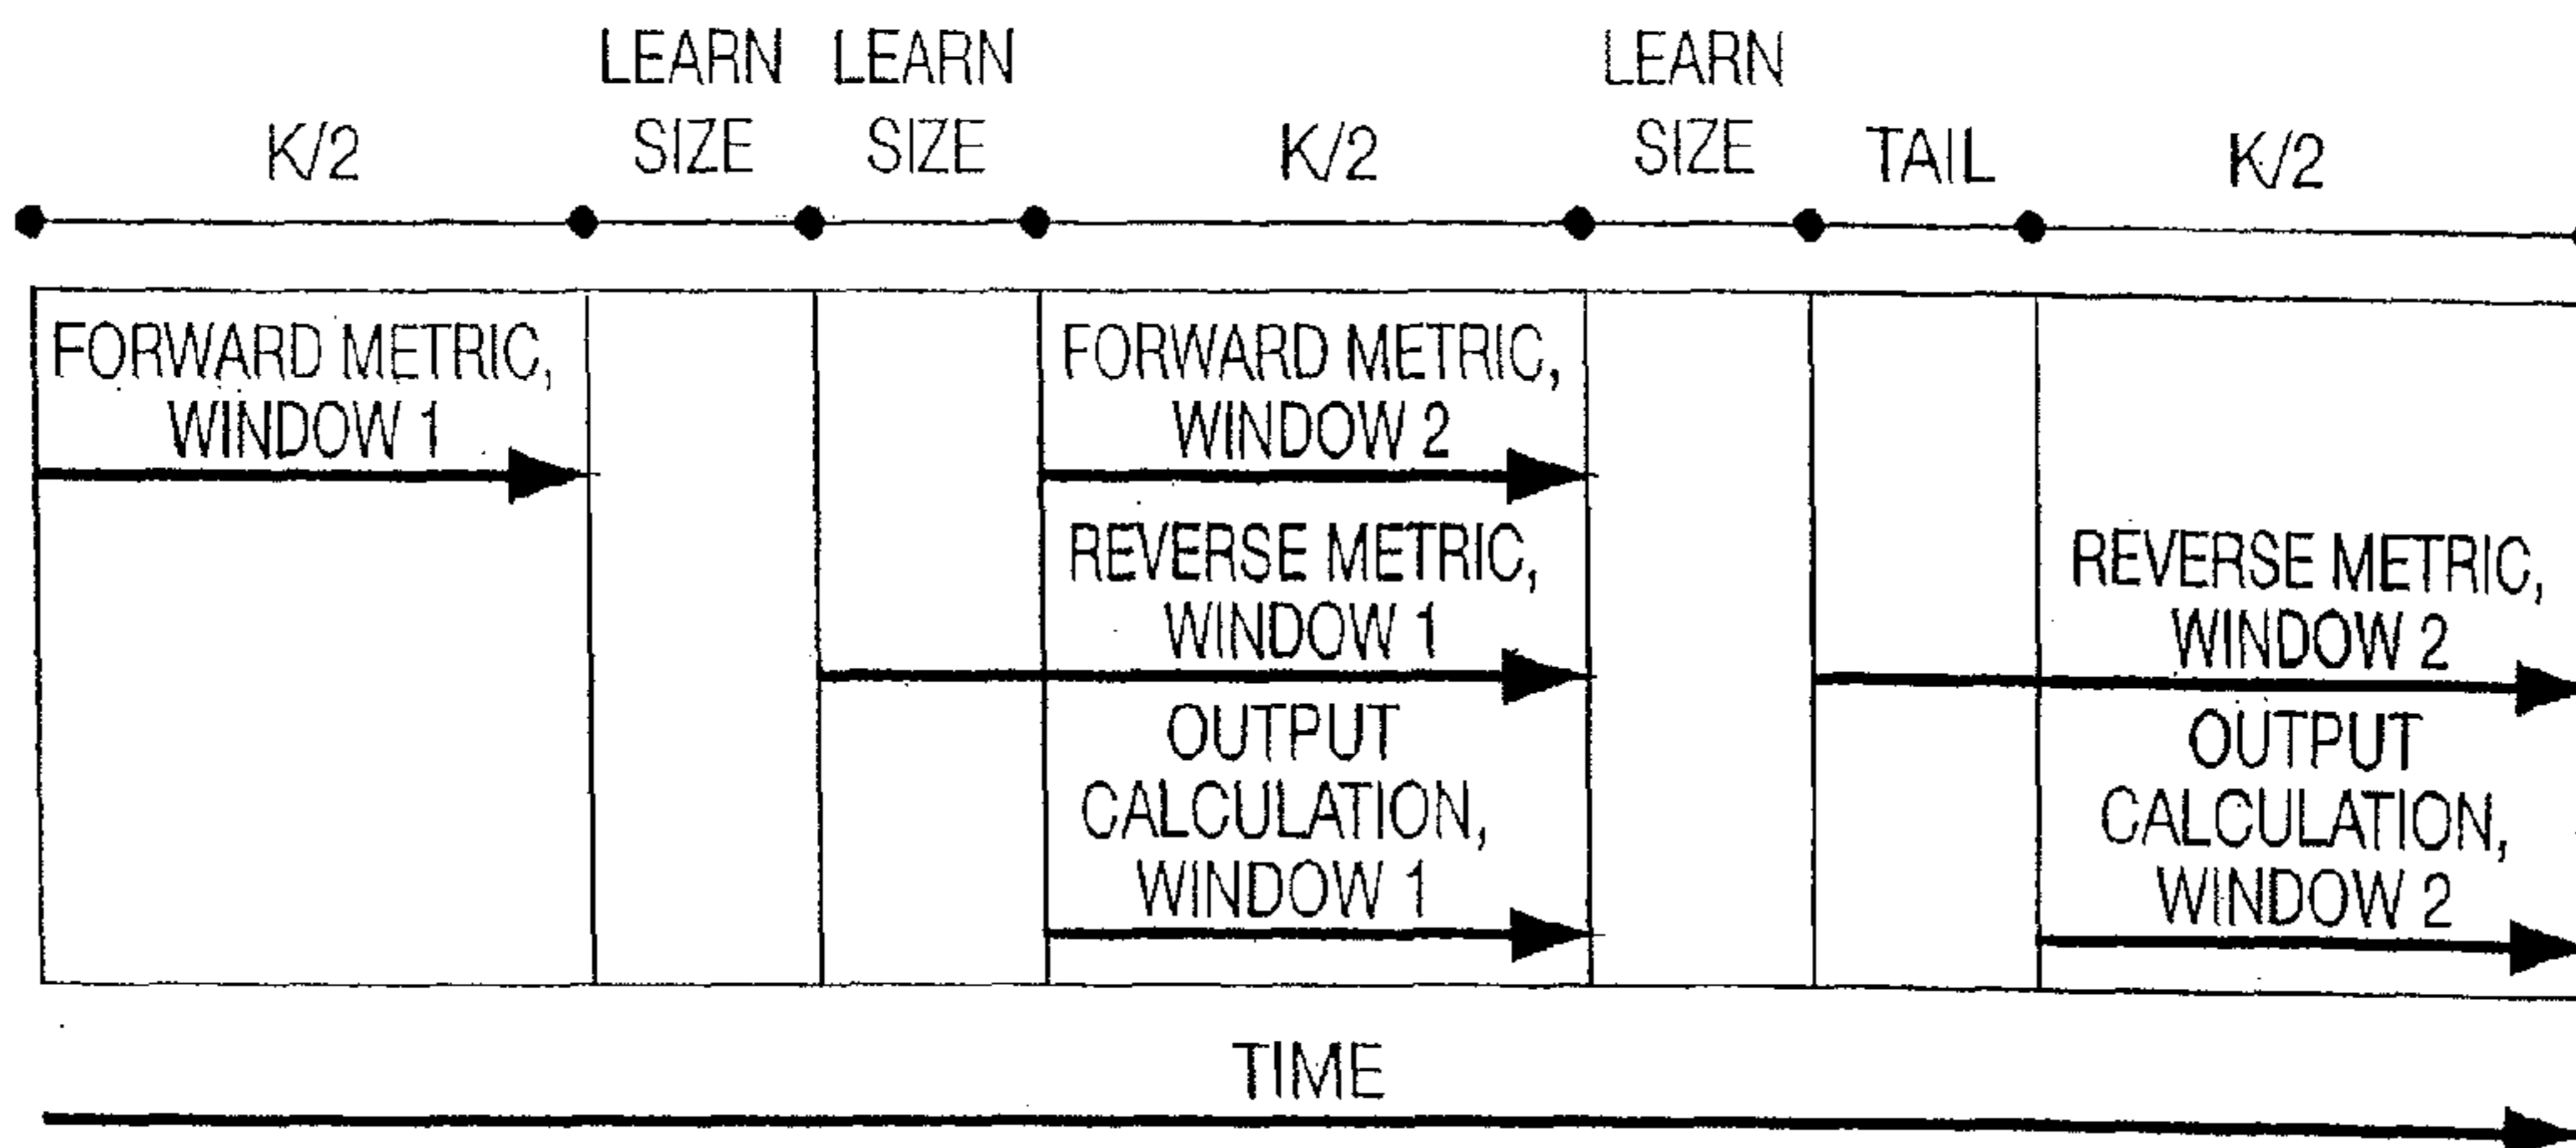 LEARN
SIZE
LEARN
SIZE
LEARN
SIZE
K/2
K/2
TAIL
K/2
FORWARD METRIC,
WINDOW 1
FORWARD METRIC,
WINDOW 2
REVERSE METRIC,
WINDOW 1
REVERSE METRIC,
WINDOW 2
OUTPUT
CALCULATION,
WINDOW 1
OUTPUT
CALCULATION,
WINDOW 2
TIME